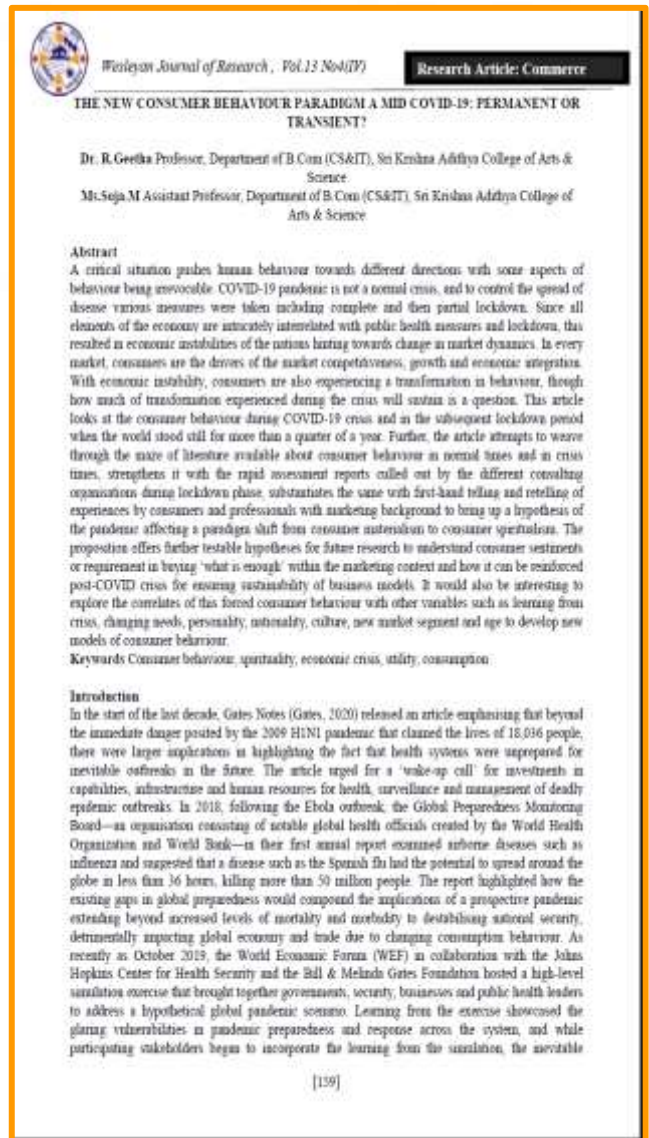 Wesleyan Journal of Research , Vol.13 No4(IV)
Research Article: Commerce
THE NEW CONSUMER BEHAVIOUR PARADIGM A MID COVID-19: PERMANENT OR
TRANSIENT?
Dr. R.Geetha Professor, Department of B.Com (CS&IT), Sri Krishna Adithya College of Arts &
Science
Ms.Suja.M Assistant Professor, Department of B.Com (CS&IT), Sri Krishna Adithya College of
Arts & Science
Abstract
A critical situation pushes human behaviour towards different directions with some aspects of
behaviour being irrevocable. COVID-19 pandemic is not a normal crisis, and to control the spread of
disease various measures were taken including complete and then partial lockdown. Since all
elements of the economy are intricately interrelated with public health measures and lockdown, this
resulted in economic instabilities of the nations hinting towards change in market dynamics. In every
market, consumers are the drivers of the market competitiveness, growth and economic integration.
With economic instability, consumers are also experiencing a transformation in behaviour, though
how much of transformation experienced during the crisis will sustain is a question. This article
looks at the consumer behaviour during COVID-19 crisis and in the subsequent lockdown period
when the world stood still for more than a quarter of a year. Further, the article attempts to weave
through the maze of literature available about consumer behaviour in normal times and in crisis
times, strengthens it with the rapid assessment reports culled out by the different consulting
organisations during lockdown phase, substantiates the same with first-hand telling and retelling of
experiences by consumers and professionals with marketing background to bring up a hypothesis of
the pandemic affecting a paradigm shift from consumer materialism to consumer spiritualism. The
proposition offers further testable hypotheses for future research to understand consumer sentiments
or requirement in buying ‘what is enough’ within the marketing context and how it can be reinforced
post-COVID crisis for ensuring sustainability of business models. It would also be interesting to
explore the correlates of this forced consumer behaviour with other variables such as learning from
crisis, changing needs, personality, nationality, culture, new market segment and age to develop new
models of consumer behaviour.
Keywords Consumer behaviour, spirituality, economic crisis, utility, consumption
Introduction
In the start of the last decade, Gates Notes (Gates, 2020) released an article emphasising that beyond
the immediate danger posited by the 2009 H1N1 pandemic that claimed the lives of 18,036 people,
there were larger implications in highlighting the fact that health systems were unprepared for
inevitable outbreaks in the future. The article urged for a ‘wake-up call’ for investments in
capabilities, infrastructure and human resources for health, surveillance and management of deadly
epidemic outbreaks. In 2018, following the Ebola outbreak, the Global Preparedness Monitoring
Board—an organisation consisting of notable global health officials created by the World Health
Organization and World Bank—in their first annual report examined airborne diseases such as
influenza and suggested that a disease such as the Spanish flu had the potential to spread around the
globe in less than 36 hours, killing more than 50 million people. The report highlighted how the
existing gaps in global preparedness would compound the implications of a prospective pandemic
extending beyond increased levels of mortality and morbidity to destabilising national security,
detrimentally impacting global economy and trade due to changing consumption behaviour. As
recently as October 2019, the World Economic Forum (WEF) in collaboration with the Johns
Hopkins Center for Health Security and the Bill & Melinda Gates Foundation hosted a high-level
simulation exercise that brought together governments, security, businesses and public health leaders
to address a hypothetical global pandemic scenario. Learning from the exercise showcased the
glaring vulnerabilities in pandemic preparedness and response across the system, and while
participating stakeholders began to incorporate the learning from the simulation, the inevitable
[159]